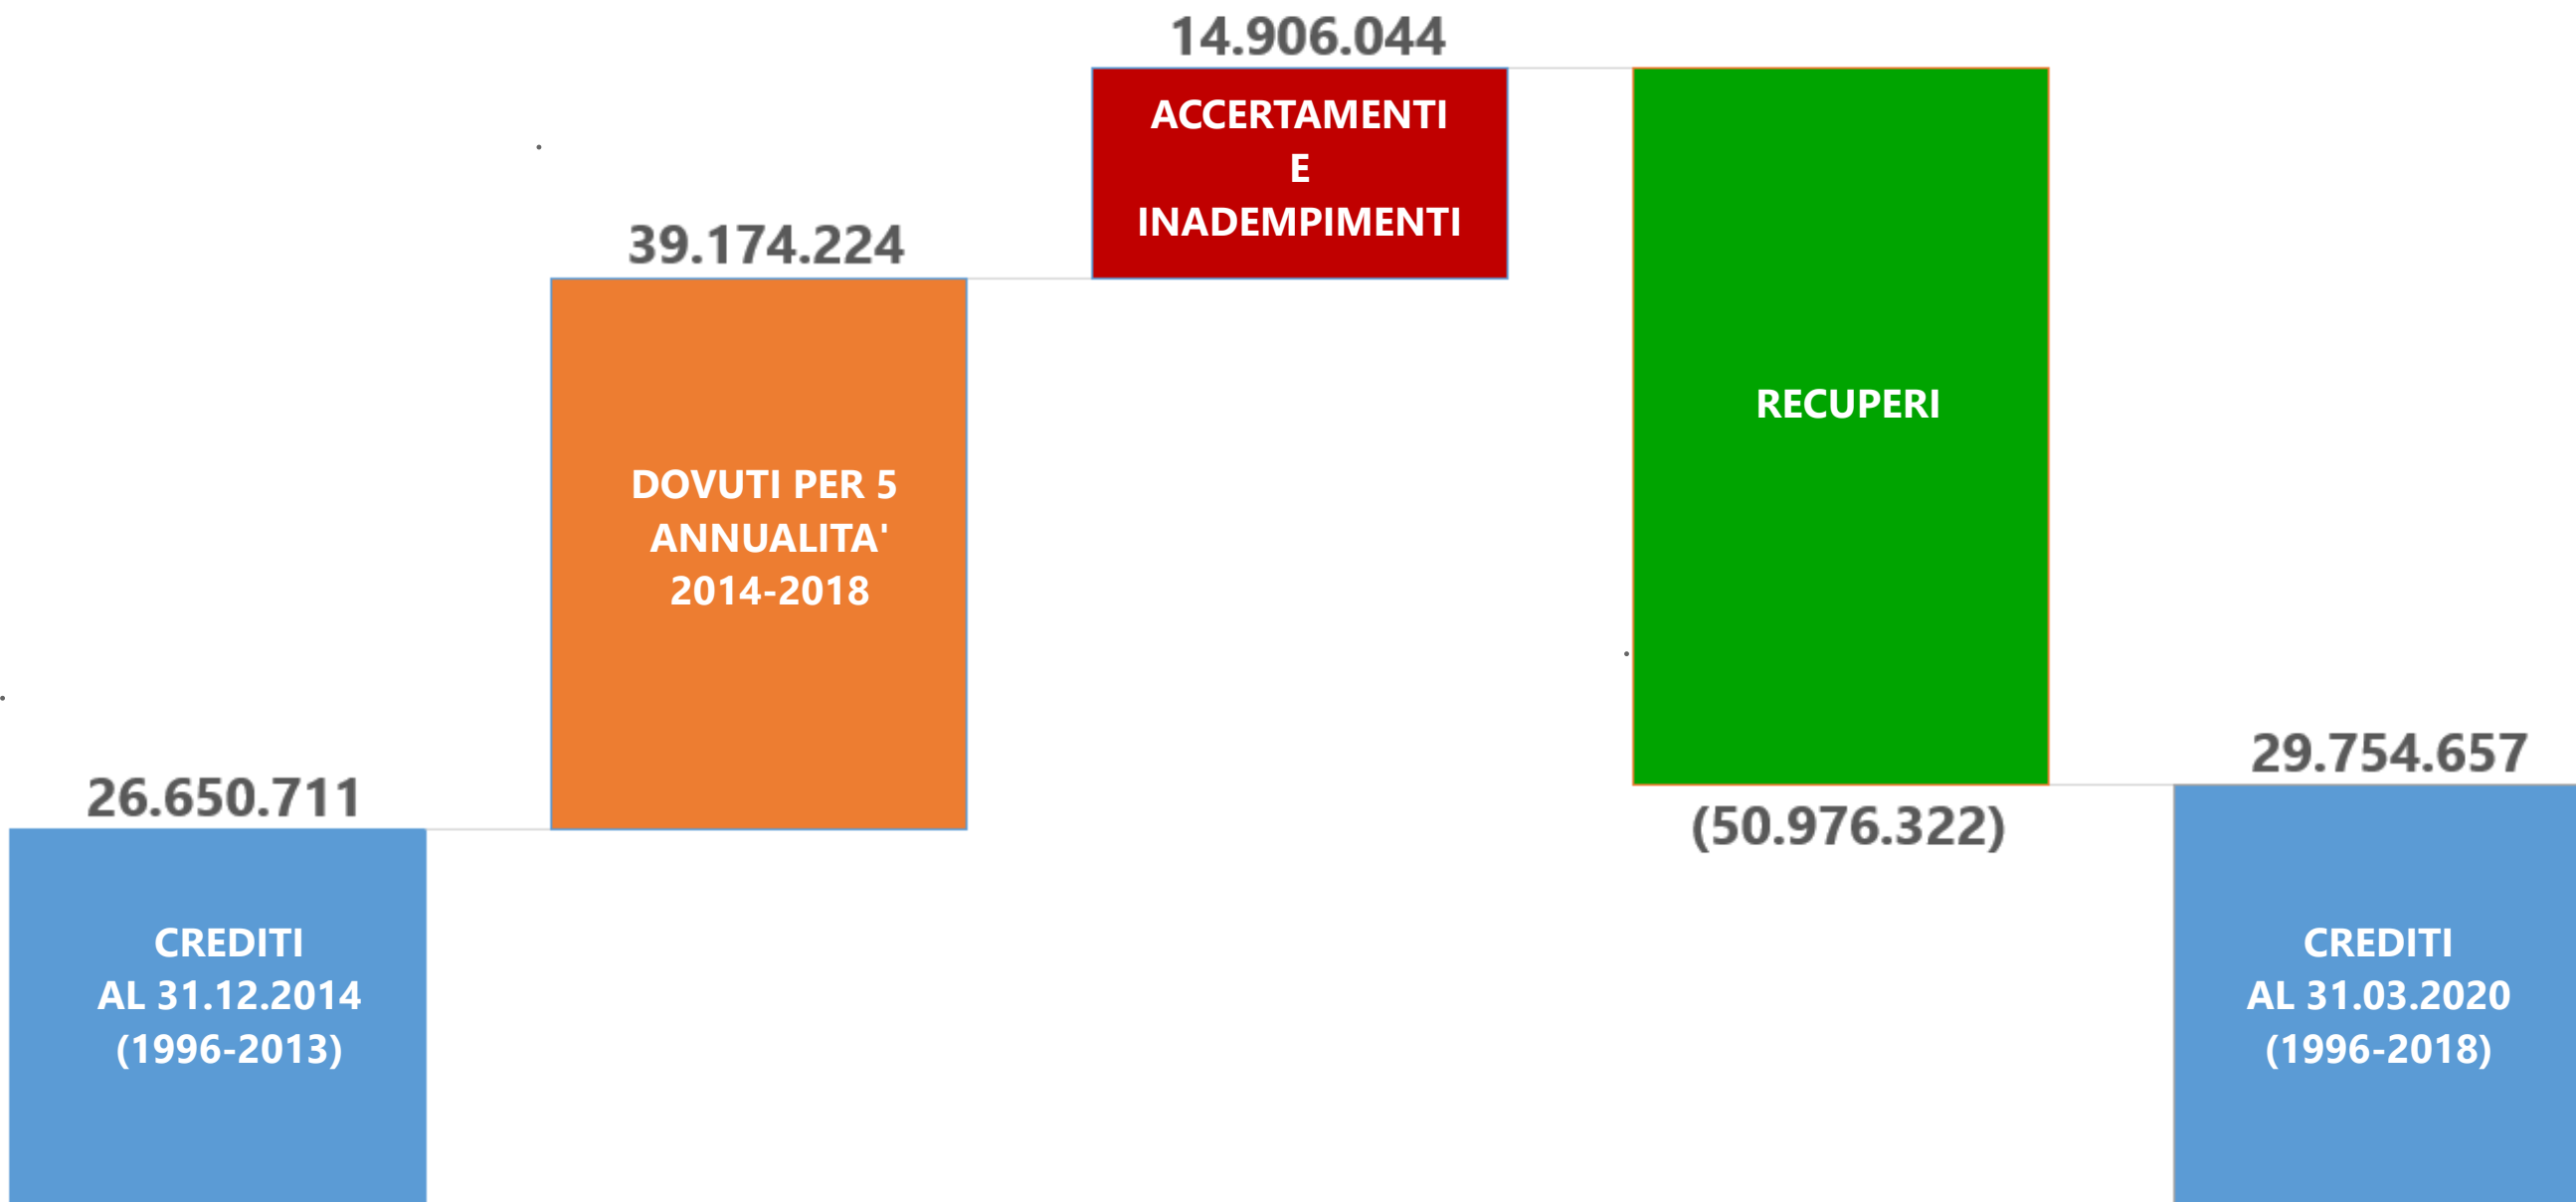 14.906.044
ACCERTAMENTI
E
INADEMPIMENTI
39.174.224
DOVUTI PER 5
ANNUALITA'
2014-2018
RECUPERI
(50.976.322)
26.650.711
CREDITI
AL 31.12.2014
(1996-2013)
29.754.657
CREDITI
AL 31.03.2020
(1996-2018)